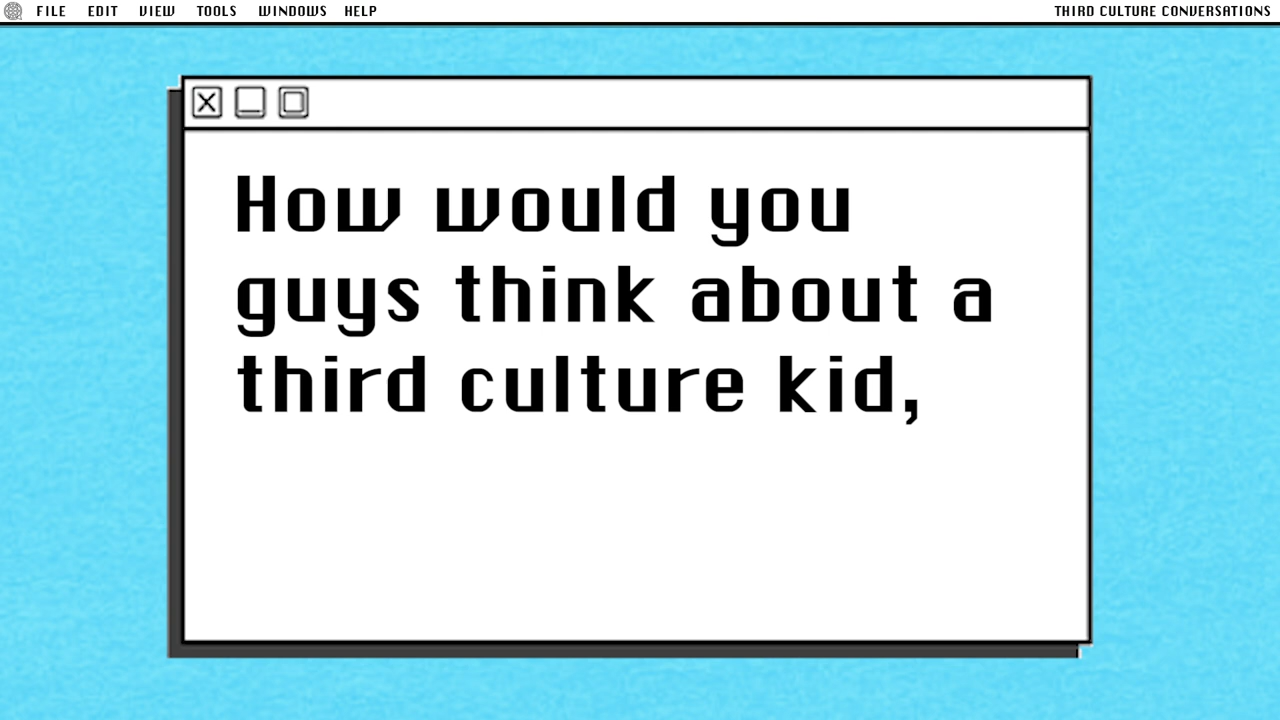 FILE EDIT VIEW TOOLS WINDOWS HELP THIRD CULTURE CONVERSATIONS
How would you
guys think about a
third culture kid,